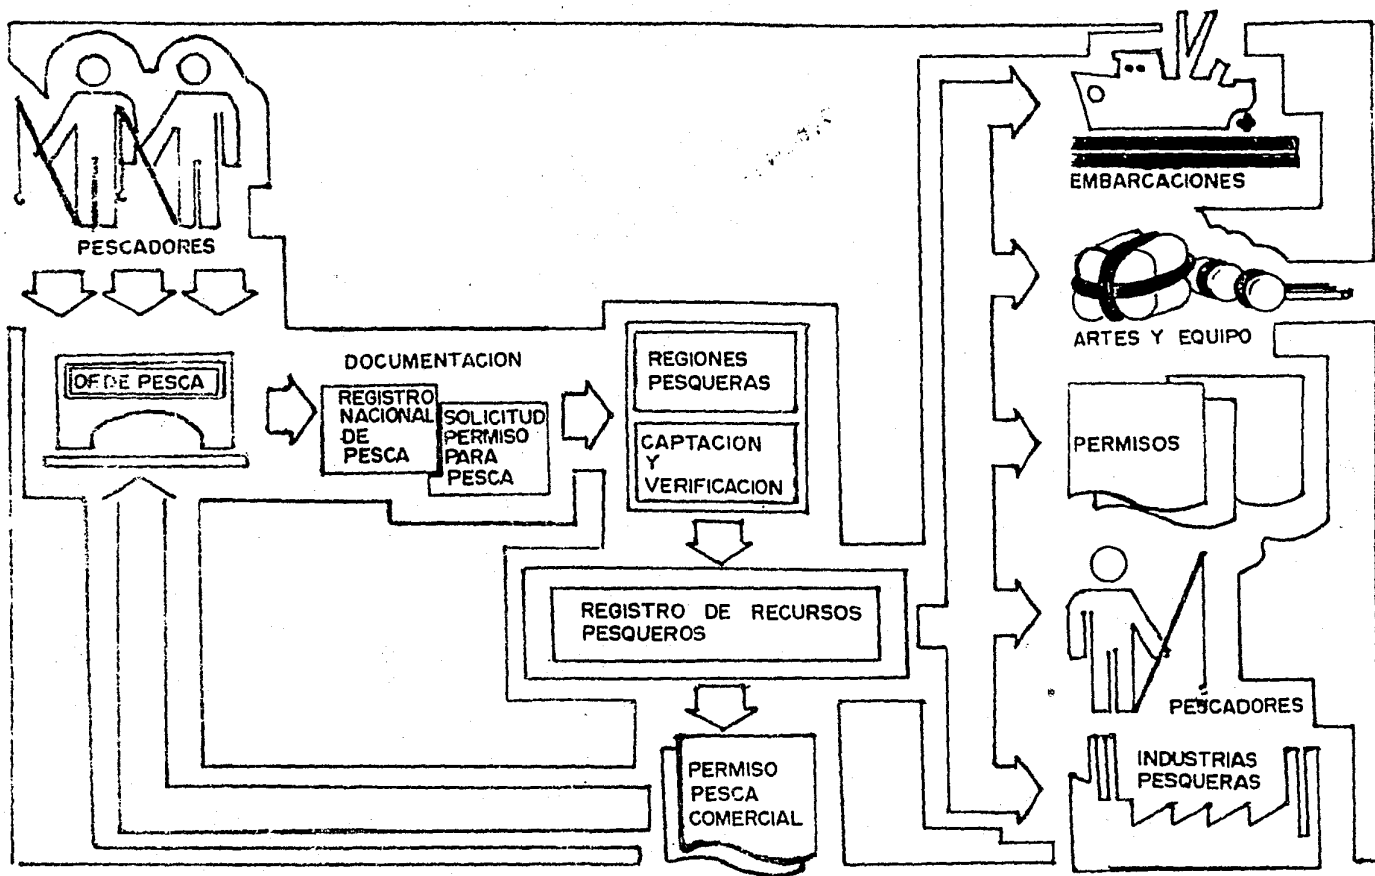 PESCADORES
OF DE PESCA
DOCUMENTACION
REGISTRO
NACIONAL
DE
PESCA
SOLICITUD
PERMISO
PARA
PESCA
REGIONES
PESQUERAS
CAPTACION
Y
VERIFICACION
REGISTRO DE RECURSOS
PESQUEROS
PERMISO
PESCA
COMERCIAL
EMBARCACIONES
ARTES Y EQUIPO
PERMISOS
PESCADORES
INDUSTRIAS
PESQUERAS